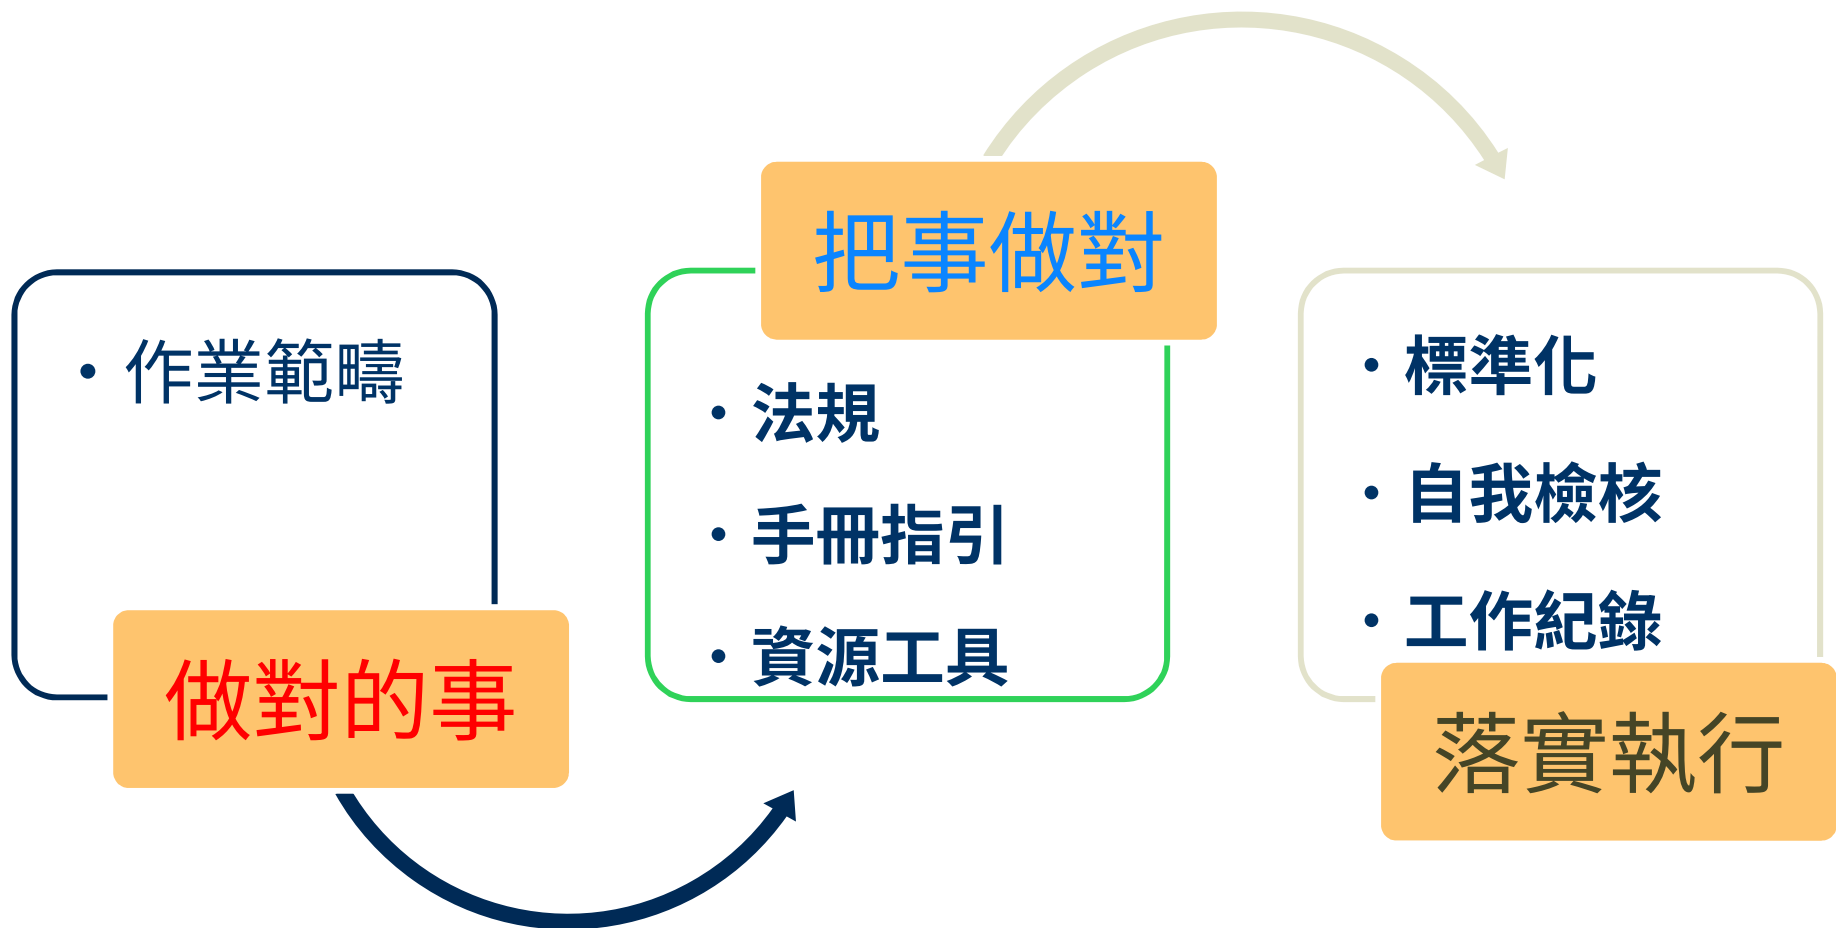 • 作業範疇
做對的事
把事做對
• 法規
• 手冊指引
• 資源工具
• 標準化
• 自我檢核
• 工作紀錄
落實執行